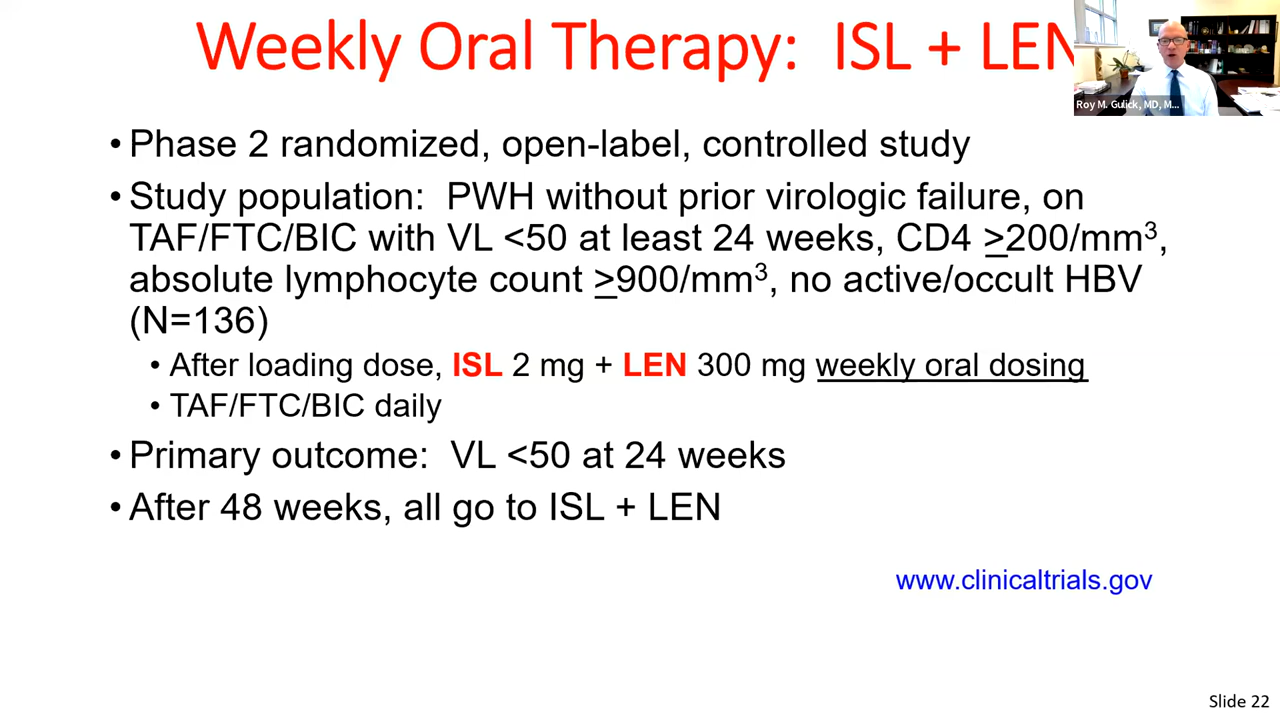 Weekly Oral Therapy: ISL + LEN
Roy M. Gulick, MD, M...
• Phase 2 randomized, open-label, controlled study
• Study population: PWH without prior virologic failure, on
TAF/FTC/BIC with VL <50 at least 24 weeks, CD4 ≥200/mm³,
absolute lymphocyte count ≥900/mm³, no active/occult HBV
(N=136)
• After loading dose, ISL 2 mg + LEN 300 mg weekly oral dosing
• TAF/FTC/BIC daily
• Primary outcome: VL <50 at 24 weeks
• After 48 weeks, all go to ISL + LEN
www.clinicaltrials.gov
Slide 22